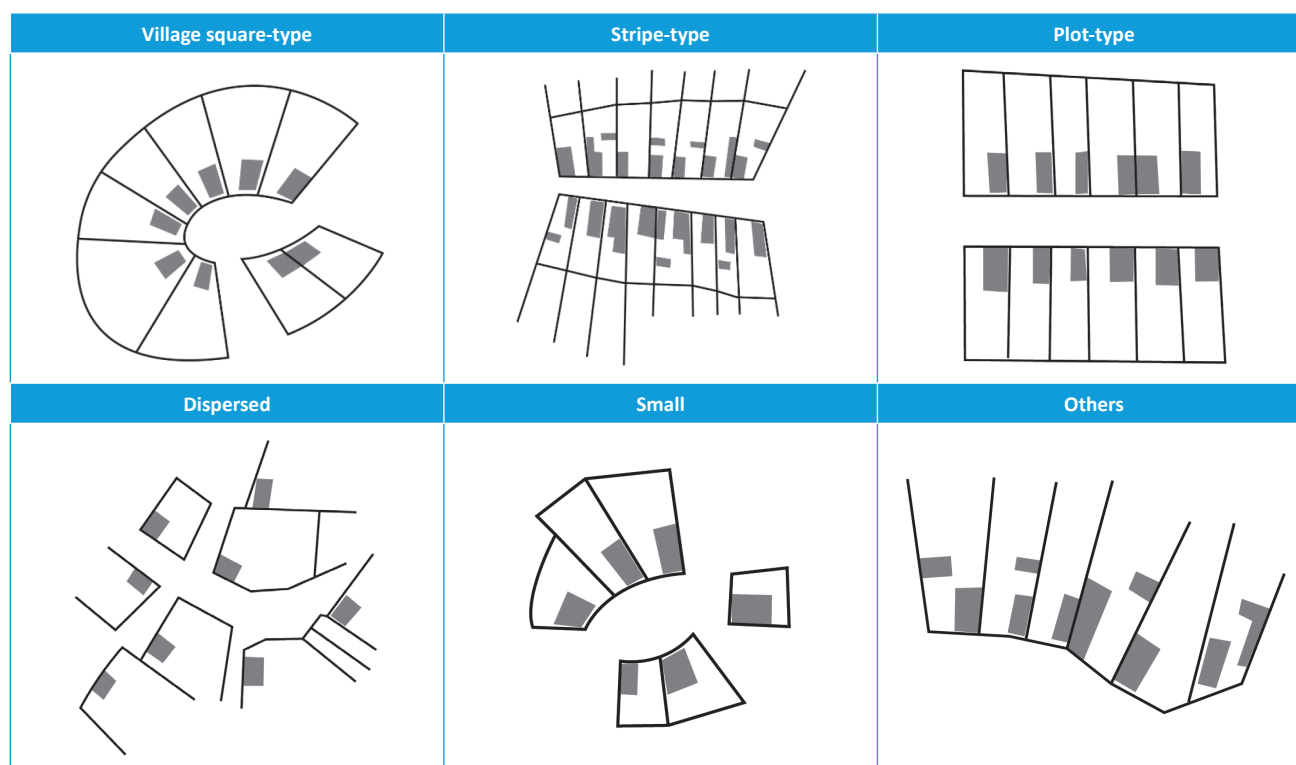 Village square-type
Stripe-type
Plot-type
Dispersed
Small
Others